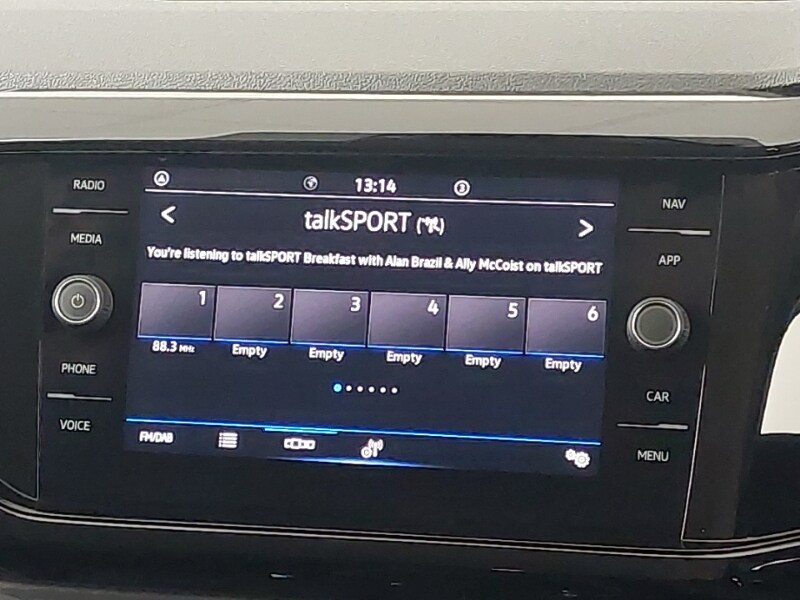 RADIO
MEDIA
PHONE
VOICE
13:14
3
< talkSPORT >
You're listening to talkSPORT Breakfast with Alan Brazil & Ally McCoist on talkSPORT
1 2 3 4 5 6
88.3 MHz Empty Empty Empty Empty Empty
FM/DAB
NAV
APP
CAR
MENU